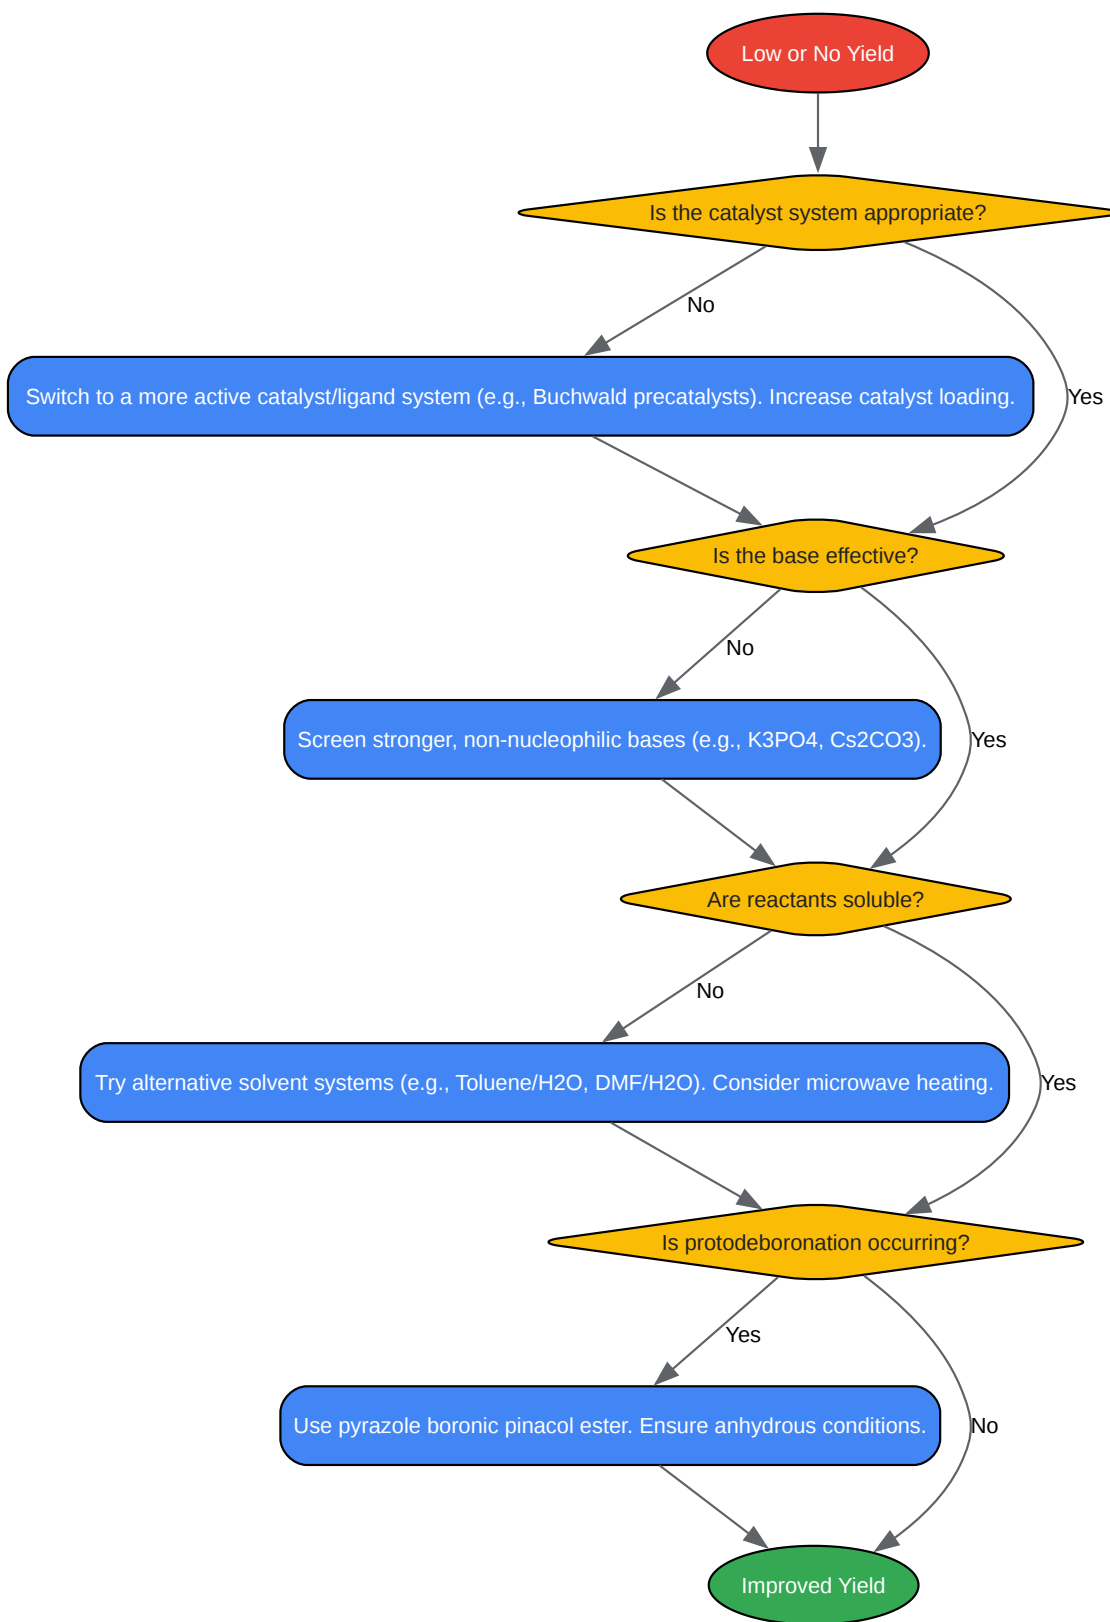 Low or No Yield
Is the catalyst system appropriate?
No
Switch to a more active catalyst/ligand system (e.g., Buchwald precatalysts). Increase catalyst loading.
Yes
Is the base effective?
No
Screen stronger, non-nucleophilic bases (e.g., K3PO4, Cs2CO3).
Yes
Are reactants soluble?
No
Try alternative solvent systems (e.g., Toluene/H2O, DMF/H2O). Consider microwave heating.
Yes
Is protodeboronation occurring?
Yes
Use pyrazole boronic pinacol ester. Ensure anhydrous conditions.
No
Improved Yield